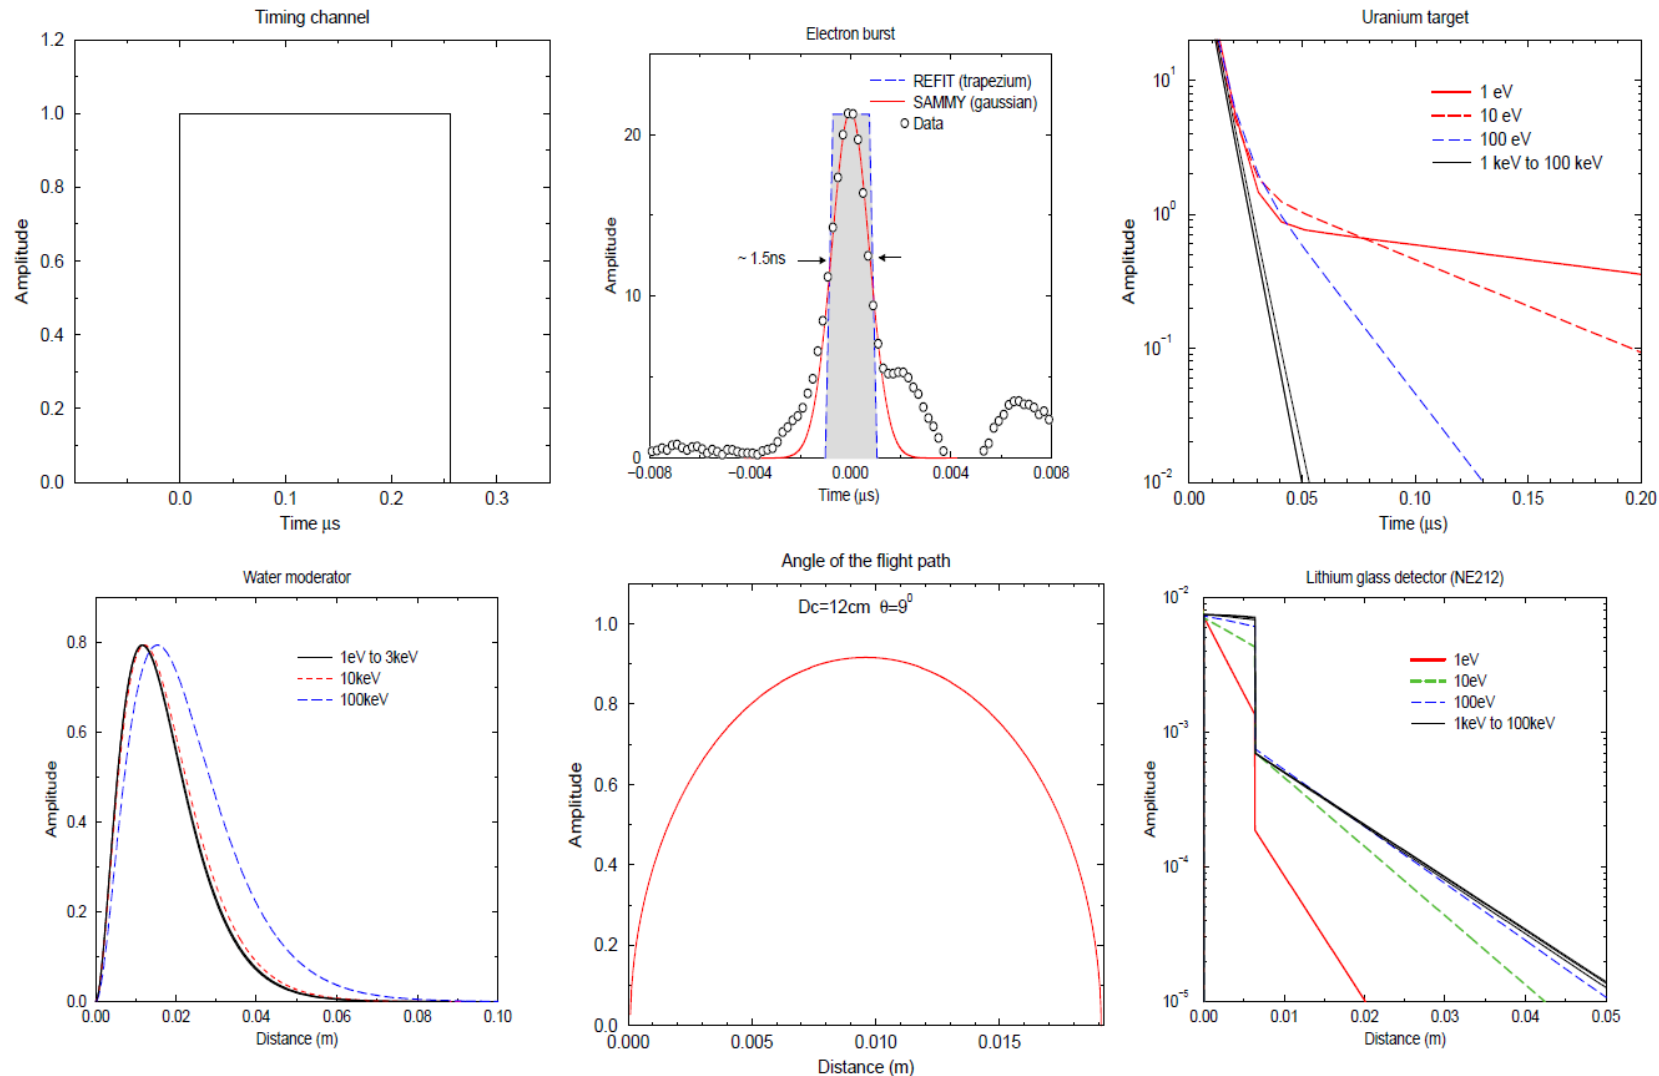 Timing channel
1.2
1.0
0.8
0.6
0.4
0.2
0.0
Amplitude
0.0
0.1
0.2
0.3
Time μs
Electron burst
REFIT (trapezium)
SAMMY (gaussian)
Data
20
10
0
Amplitude
~ 1.5ns
−0.008
−0.004
0.000
0.004
0.008
Time (μs)
Uranium target
1 eV
10 eV
100 eV
1 keV to 100 keV
10¹
10⁰
10⁻¹
10⁻²
Amplitude
0.00
0.05
0.10
0.15
0.20
Time (μs)
Water moderator
1eV to 3keV
10keV
100keV
0.8
0.6
0.4
0.2
0.0
Amplitude
0.00
0.02
0.04
0.06
0.08
0.10
Distance (m)
Angle of the flight path
Dc=12cm θ=9⁰
1.0
0.8
0.6
0.4
0.2
0.0
Amplitude
0.000
0.005
0.010
0.015
Distance (m)
Lithium glass detector (NE212)
1eV
10eV
100eV
1keV to 100keV
10⁻²
10⁻³
10⁻⁴
10⁻⁵
Amplitude
0.00
0.01
0.02
0.03
0.04
0.05
Distance (m)